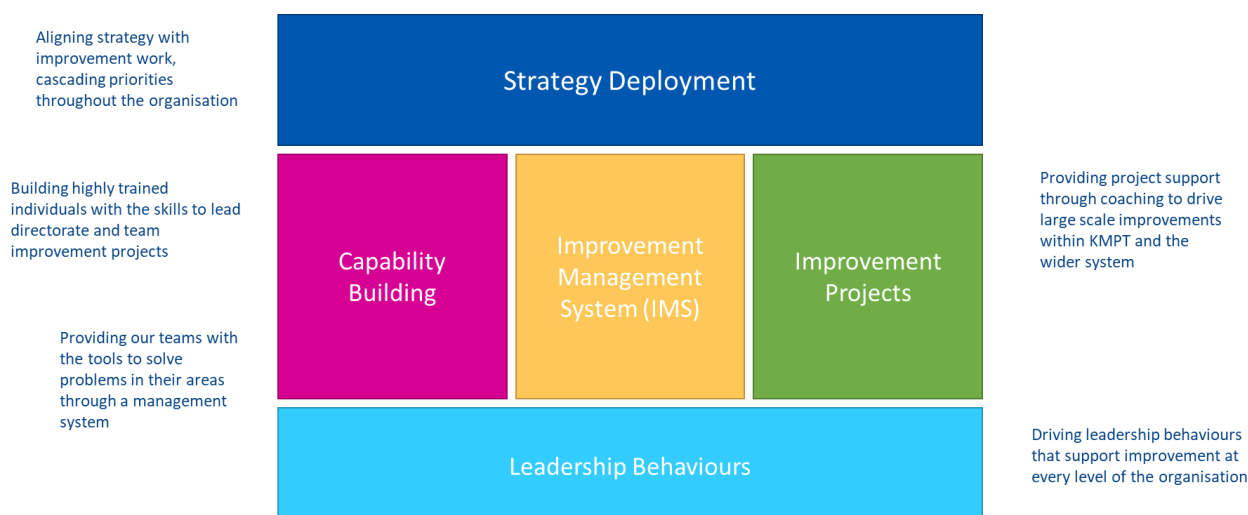 Aligning strategy with
improvement work,
cascading priorities
throughout the organisation
Strategy Deployment
Building highly trained
individuals with the skills to lead
directorate and team
improvement projects
Capability
Building
Improvement
Management
System (IMS)
Improvement
Projects
Providing project support
through coaching to drive
large scale improvements
within KMPT and the
wider system
Providing our teams with
the tools to solve
problems in their areas
through a management
system
Leadership Behaviours
Driving leadership behaviours
that support improvement at
every level of the organisation